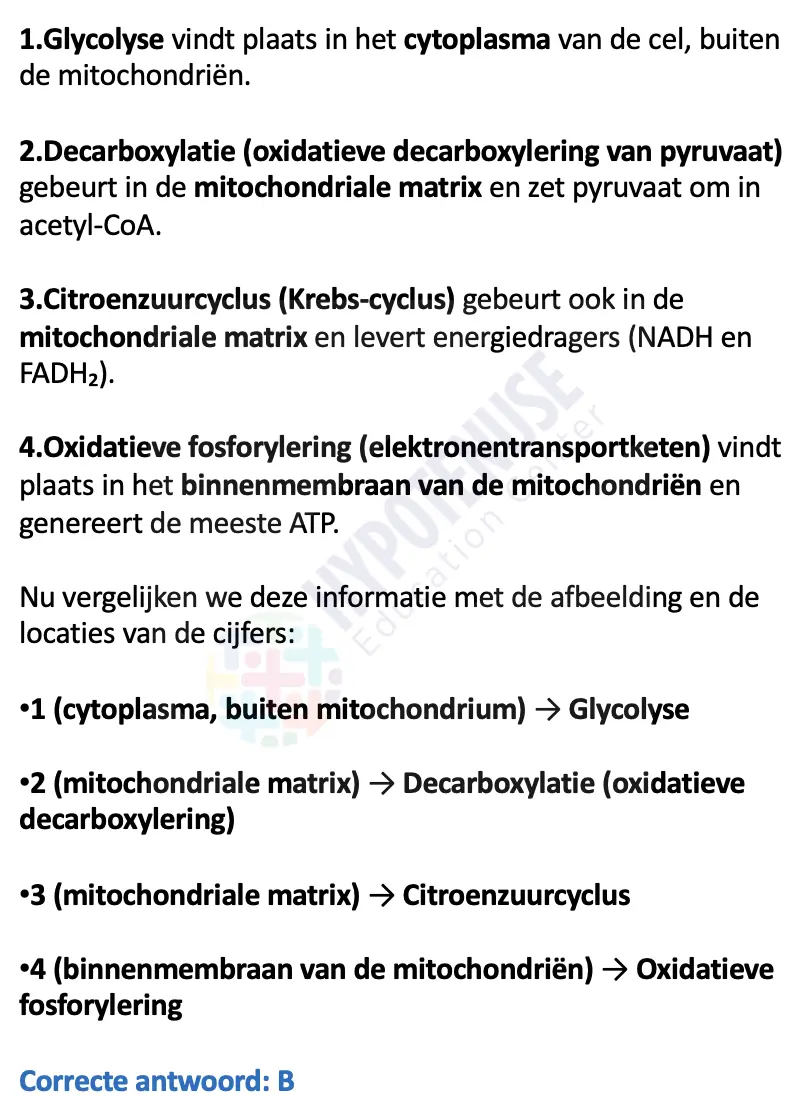 1.Glycolyse vindt plaats in het cytoplasma van de cel, buiten
de mitochondriën.
2.Decarboxylatie (oxidatieve decarboxylering van pyruvaat)
gebeurt in de mitochondriale matrix en zet pyruvaat om in
acetyl-CoA.
3.Citroenzuurcyclus (Krebs-cyclus) gebeurt ook in de
mitochondriale matrix en levert energiedragers (NADH en
FADH₂).
4.Oxidatieve fosforylering (elektronentransportketen) vindt
plaats in het binnenmembraan van de mitochondriën en
genereert de meeste ATP.
HYPOTENUSE
Education Center
Nu vergelijken we deze informatie met de afbeelding en de
locaties van de cijfers:
•1 (cytoplasma, buiten mitochondrium) → Glycolyse
•2 (mitochondriale matrix) → Decarboxylatie (oxidatieve
decarboxylering)
•3 (mitochondriale matrix) → Citroenzuurcyclus
•4 (binnenmembraan van de mitochondriën) → Oxidatieve
fosforylering
Correcte antwoord: B